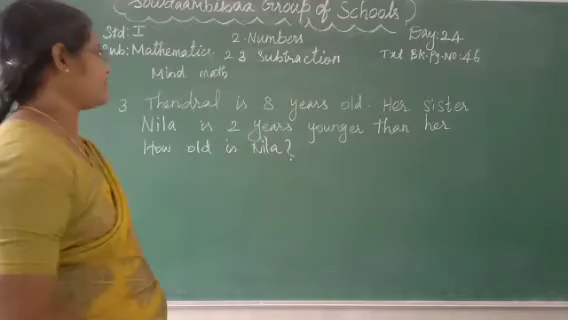 Sowdaambikaa Group of Schools
Std: I 2. Numbers Day: 24
Sub: Mathematics 2.3 Subtraction Txt Bk. Pg. No: 46
Mind math
3 Thendral is 8 years old. Her sister
Nila is 2 years younger than her
How old is Nila?